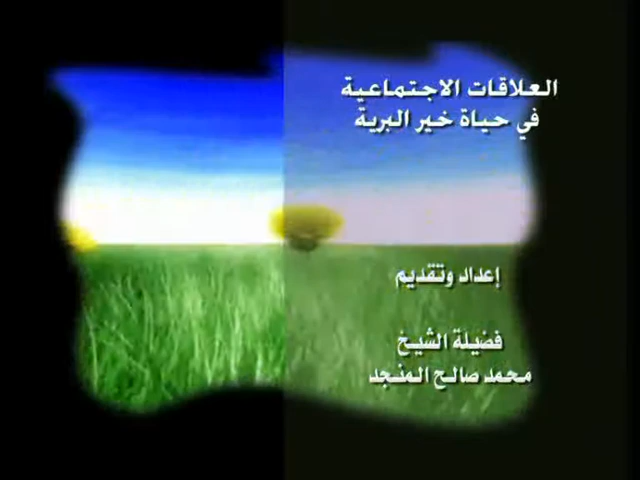 العلاقات الاجتماعية
في حياة خير البرية
إعداد وتقديم
فضيلة الشيخ
محمد صالح المنجد